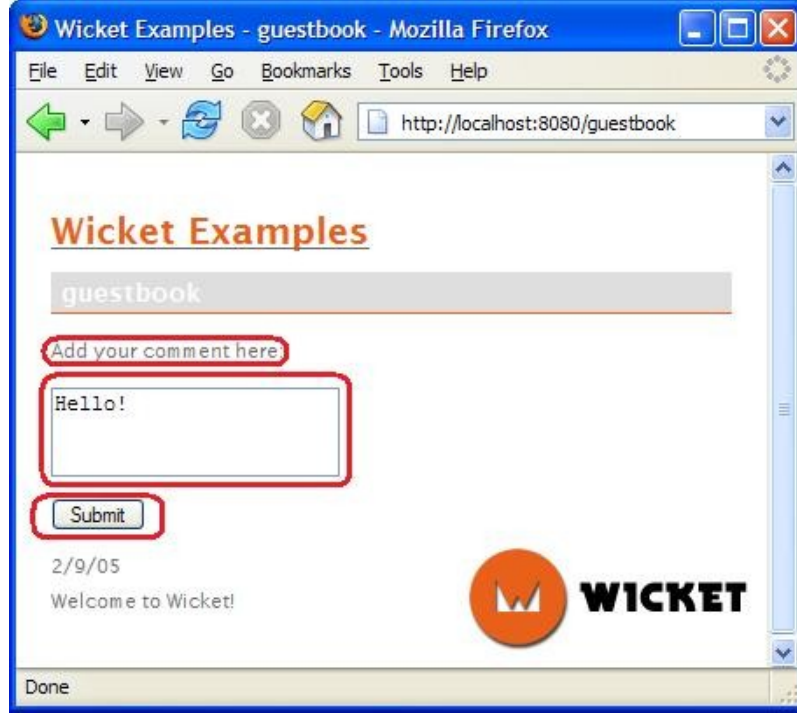 Wicket Examples - guestbook - Mozilla Firefox
File Edit View Go Bookmarks Tools Help
http://localhost:8080/guestbook
Wicket Examples
guestbook
Add your comment here:
Hello!
Submit
2/9/05
Welcome to Wicket!
W WICKET
Done